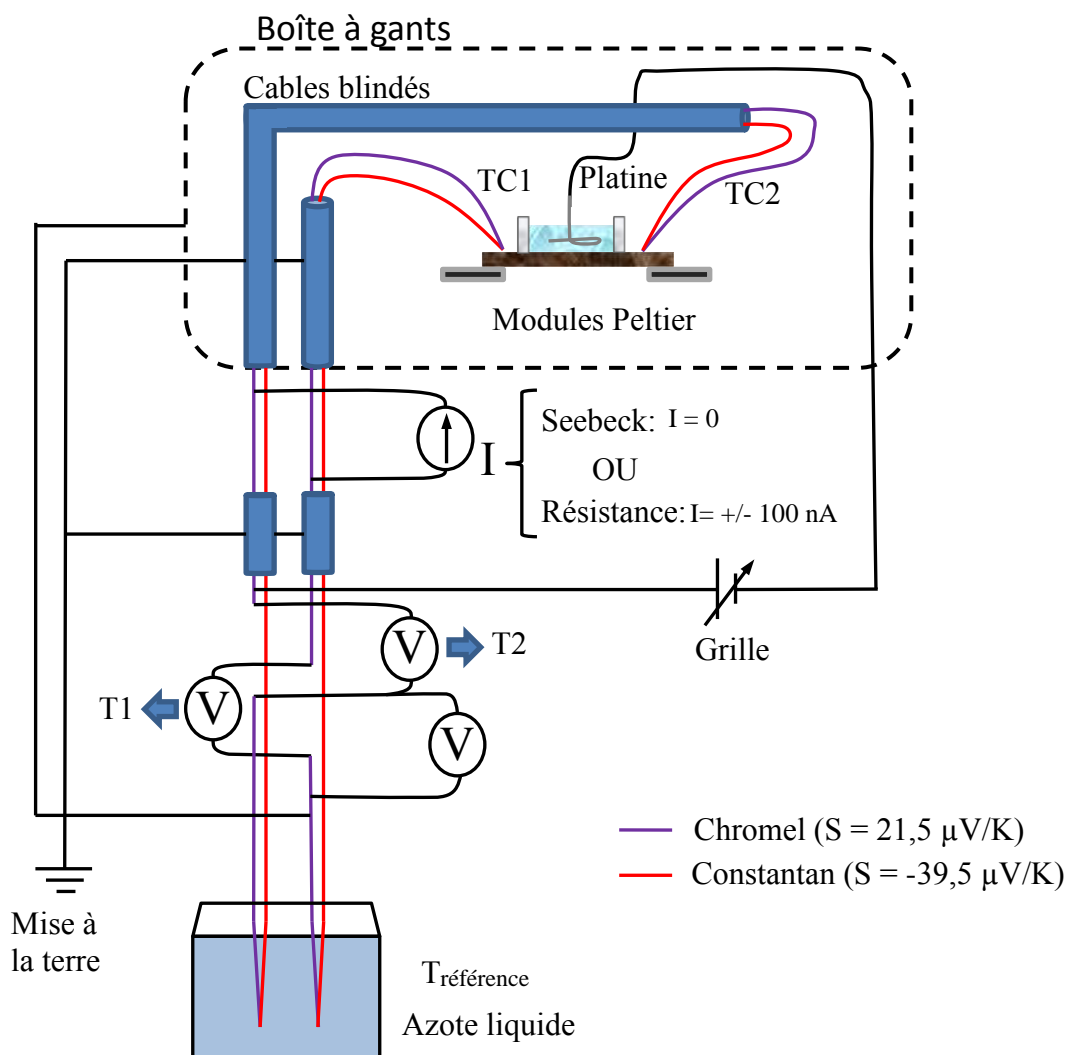 Boîte à gants
Cables blindés
TC1
Platine
TC2
Modules Peltier
I
Seebeck: I = 0
OU
Résistance: I= +/- 100 nA
Grille
V
T2
T1
V
V
Chromel (S = 21,5 µV/K)
Constantan (S = -39,5 µV/K)
Mise à
la terre
Tréférence
Azote liquide